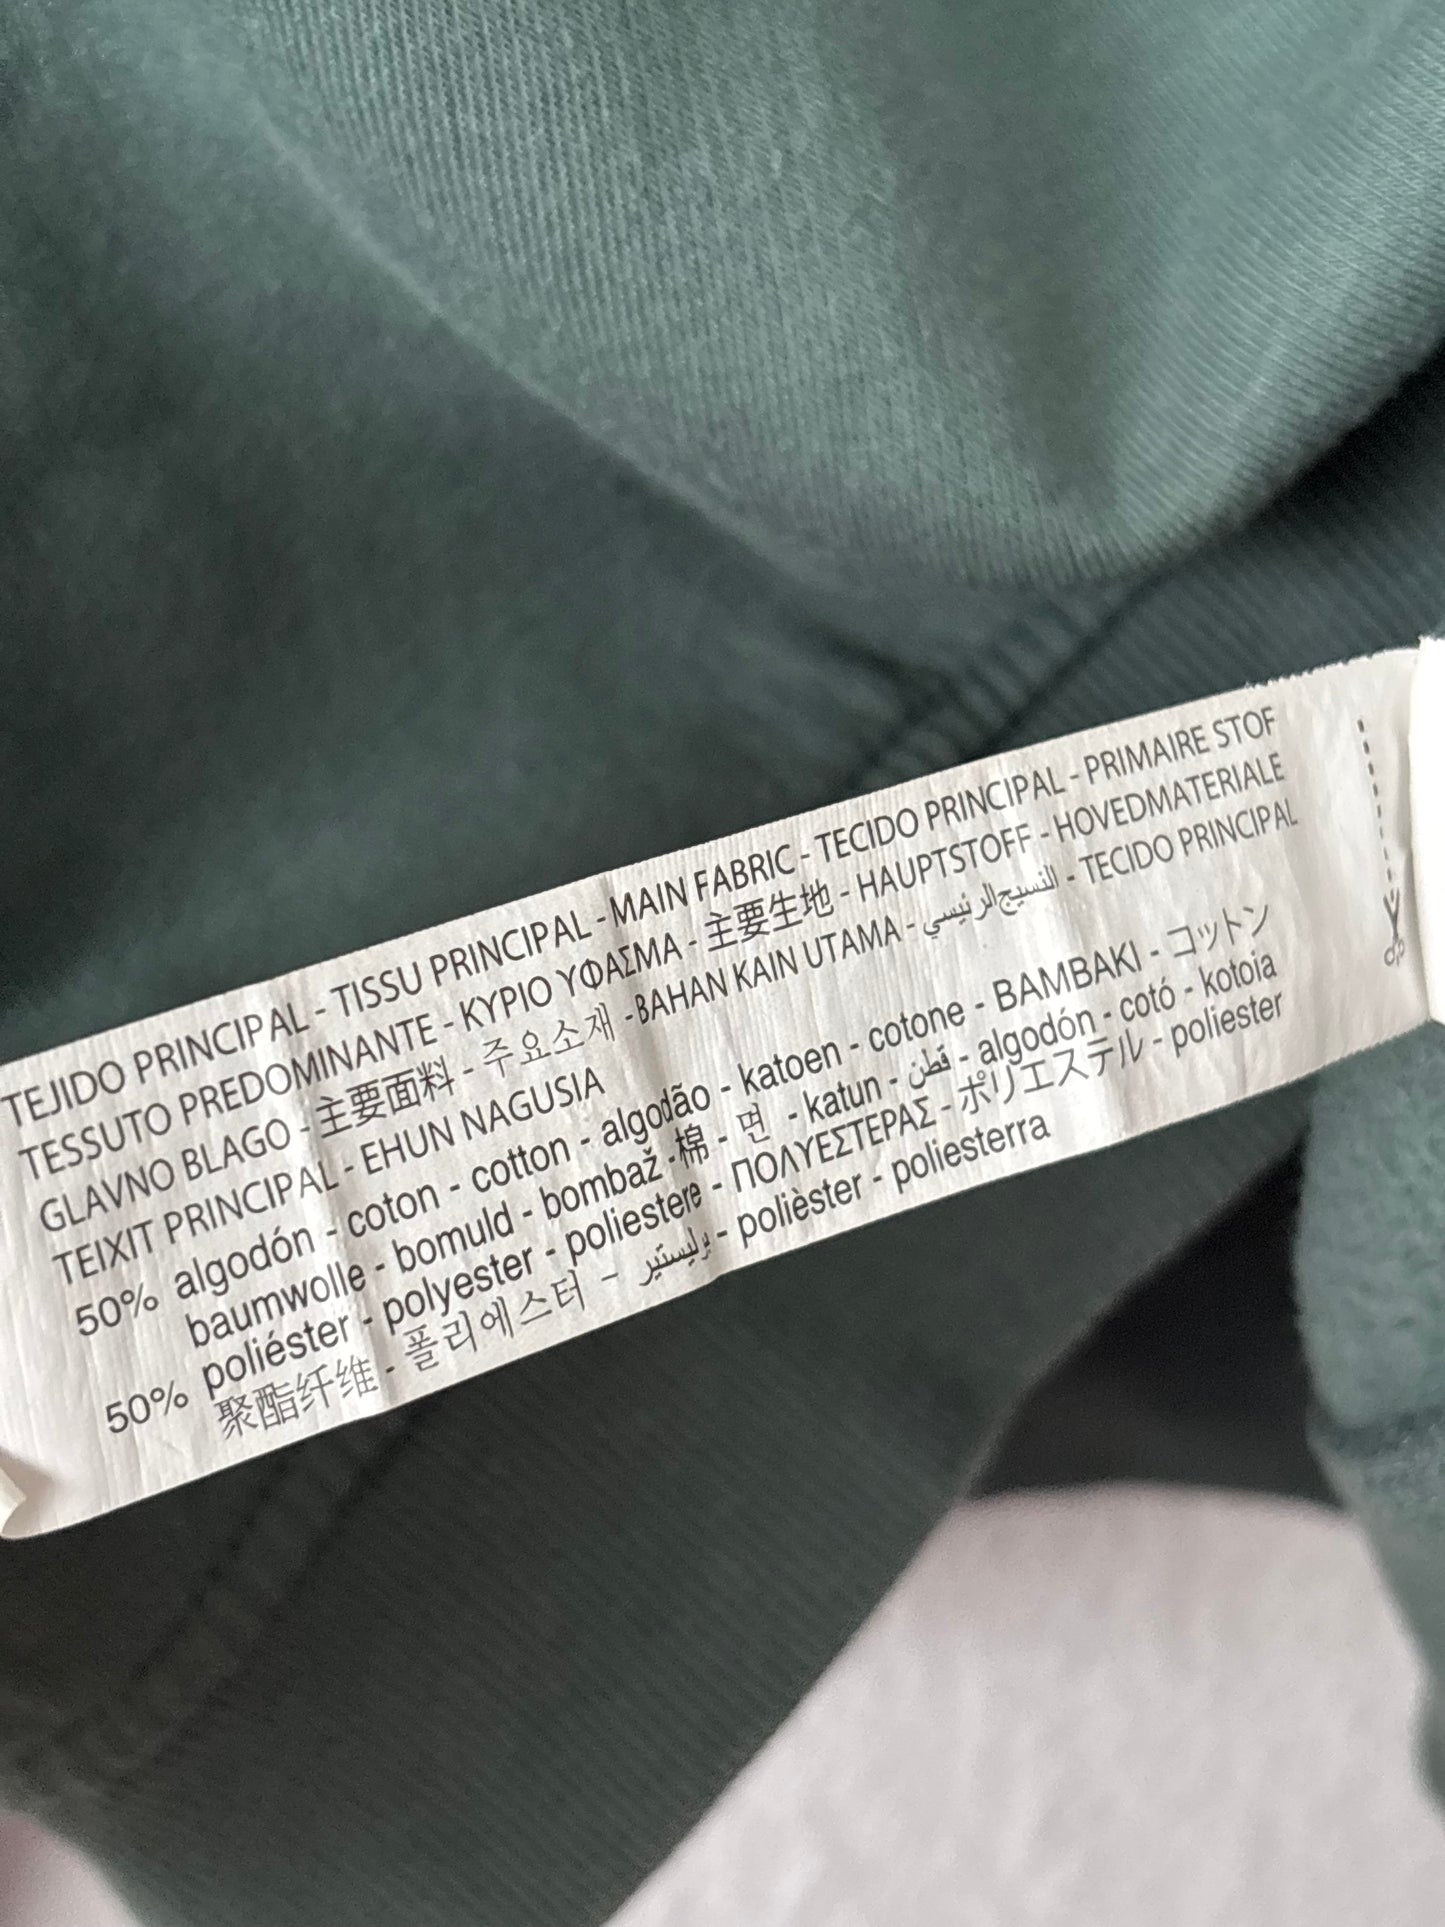 TEJIDO PRINCIPAL - TISSU PRINCIPAL - MAIN FABRIC - TECIDO PRINCIPAL - PRIMAIRE STOF
TESSUTO PREDOMINANTE - ΚΥΡΙΟ ΥΦΑΣΜΑ - 主要生地 - HAUPTSTOFF - HOVEDMATERIALE
GLAVNO BLAGO - 主要面料 - 주요소재 - BAHAN KAIN UTAMA - النسيج الرئيسي - TECIDO PRINCIPAL
TEIXIT PRINCIPAL - EHUN NAGUSIA
50% algodón - coton - cotton - algodão - katoen - cotone - ΒΑΜΒΑΚΙ - コットン
baumwolle - bomuld - bombaž - 棉 - 면 - katun - قطن - algodón - cotó - kotoia
50% poliéster - polyester - poliestere - ΠΟΛΥΕΣΤΕΡΑΣ - ポリエステル - poliester
聚酯纤维 - 폴리에스터 - بوليستير - polièster - poliesterra